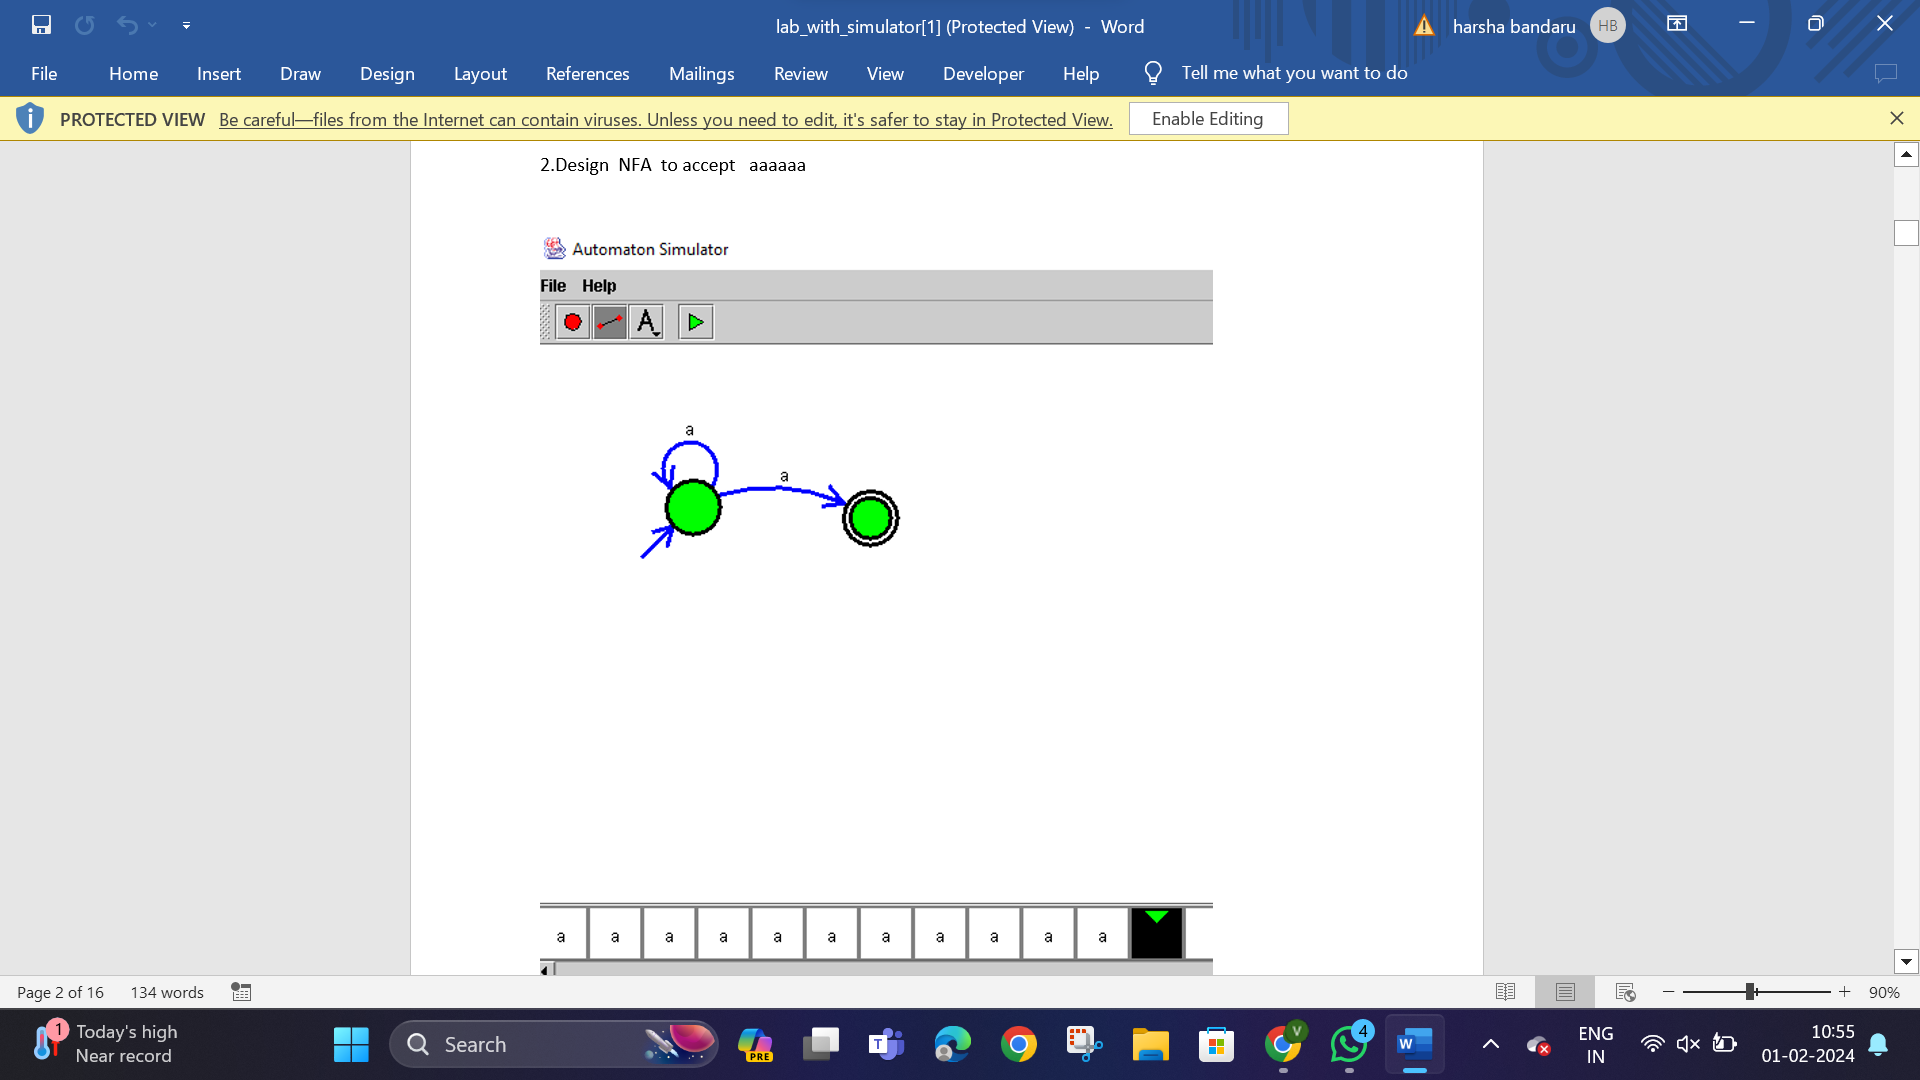 lab_with_simulator[1] (Protected View) - Word
harsha bandaru HB
File Home Insert Draw Design Layout References Mailings Review View Developer Help Tell me what you want to do
PROTECTED VIEW Be careful—files from the Internet can contain viruses. Unless you need to edit, it's safer to stay in Protected View. Enable Editing
2.Design NFA to accept aaaaaa
Automaton Simulator
File Help
A
a
a
a a a a a a a a a a a
Page 2 of 16 134 words 90%
1 Today's high
Near record
Search
PRE
T
V
4
W
ENG
IN
10:55
01-02-2024